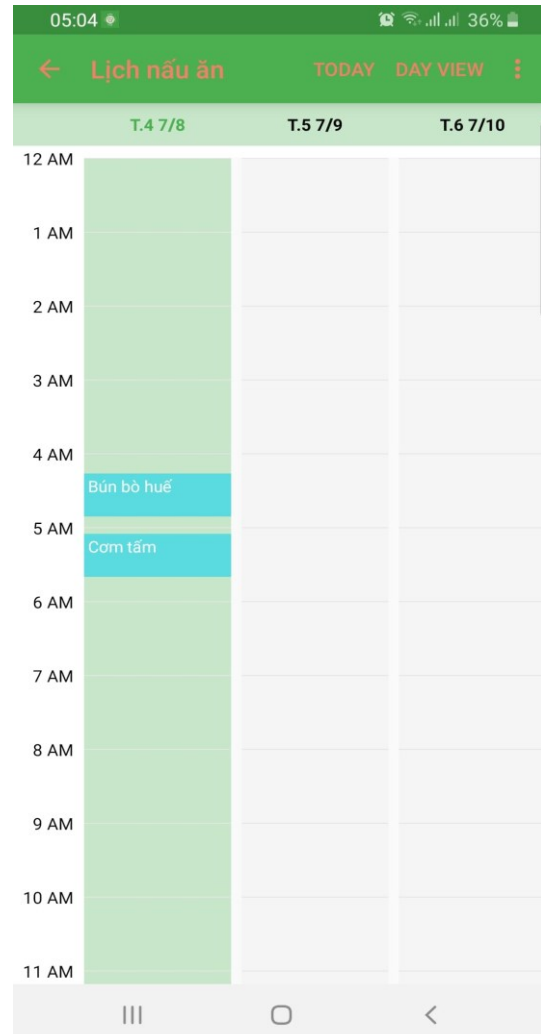 05:04 36%
Lịch nấu ăn TODAY DAY VIEW
T.4 7/8 T.5 7/9 T.6 7/10
12 AM
1 AM
2 AM
3 AM
4 AM
Bún bò huế
5 AM
Cơm tấm
6 AM
7 AM
8 AM
9 AM
10 AM
11 AM